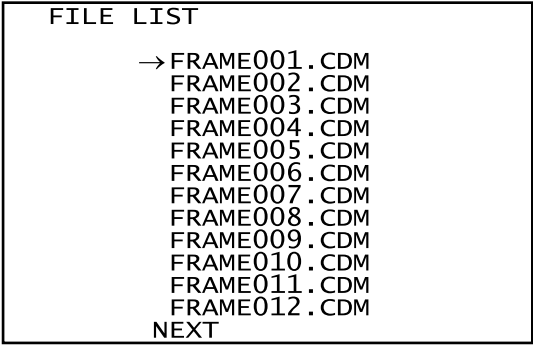 FILE LIST
→FRAME001.CDM
FRAME002.CDM
FRAME003.CDM
FRAME004.CDM
FRAME005.CDM
FRAME006.CDM
FRAME007.CDM
FRAME008.CDM
FRAME009.CDM
FRAME010.CDM
FRAME011.CDM
FRAME012.CDM
NEXT